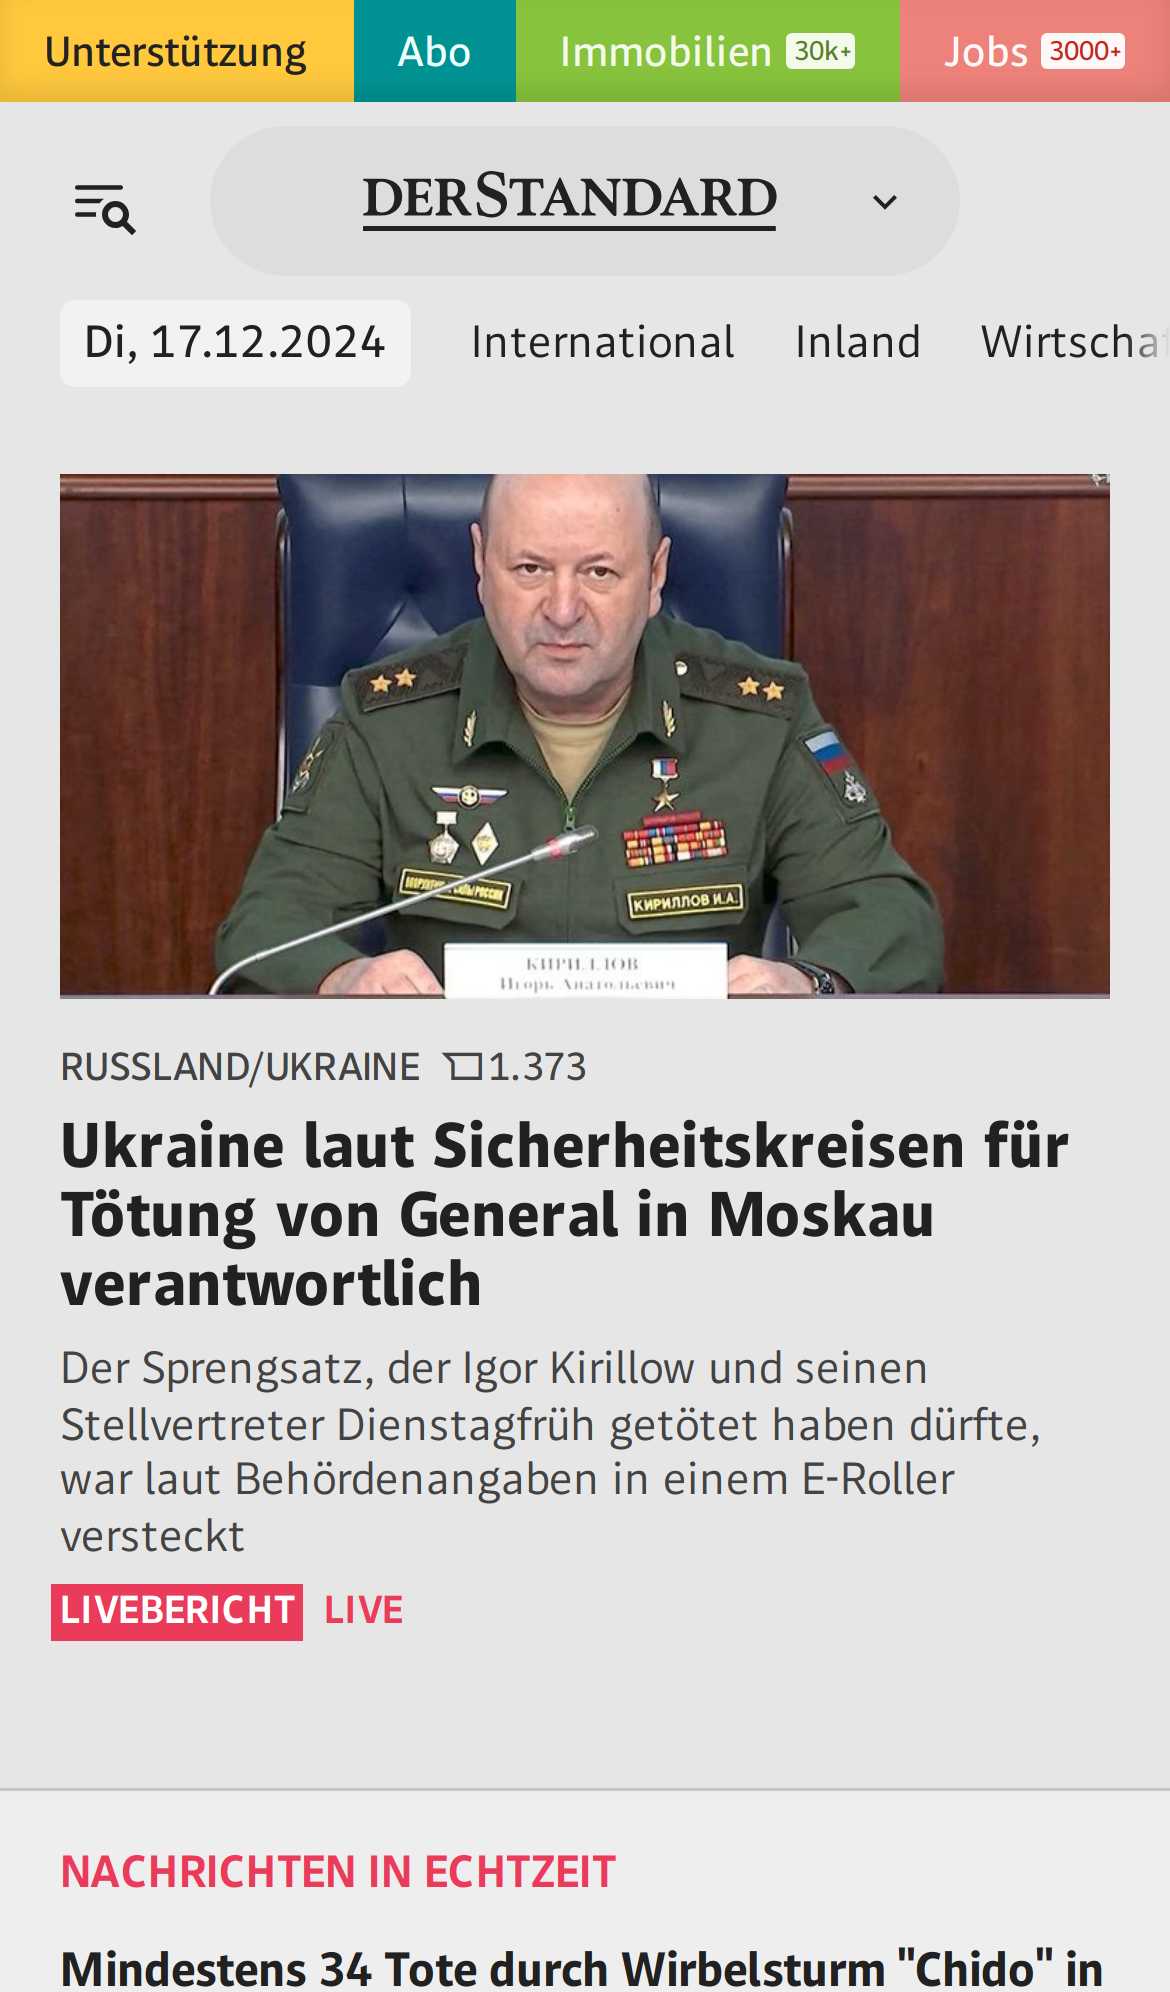 Unterstützung Abo Immobilien 30k+ Jobs 3000+
DERSTANDARD
Di, 17.12.2024 International Inland Wirtscha
КИРИЛЛОВ И.А.
КИРИЛЛОВ
Игорь Анатольевич
RUSSLAND/UKRAINE 1.373
Ukraine laut Sicherheitskreisen für
Tötung von General in Moskau
verantwortlich
Der Sprengsatz, der Igor Kirillow und seinen
Stellvertreter Dienstagfrüh getötet haben dürfte,
war laut Behördenangaben in einem E-Roller
versteckt
LIVEBERICHT LIVE
NACHRICHTEN IN ECHTZEIT
Mindestens 34 Tote durch Wirbelsturm "Chido" in